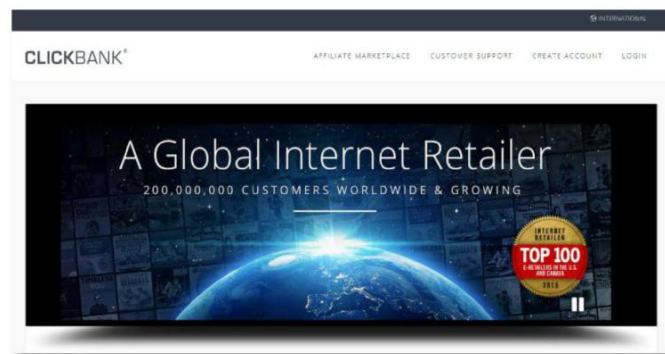 INTERNATIONAL
CLICKBANK®
AFFILIATE MARKETPLACE CUSTOMER SUPPORT CREATE ACCOUNT LOGIN
A Global Internet Retailer
200,000,000 CUSTOMERS WORLDWIDE & GROWING
INTERNET
RETAILER
TOP 100
E-RETAILERS IN THE U.S.
AND CANADA
2015